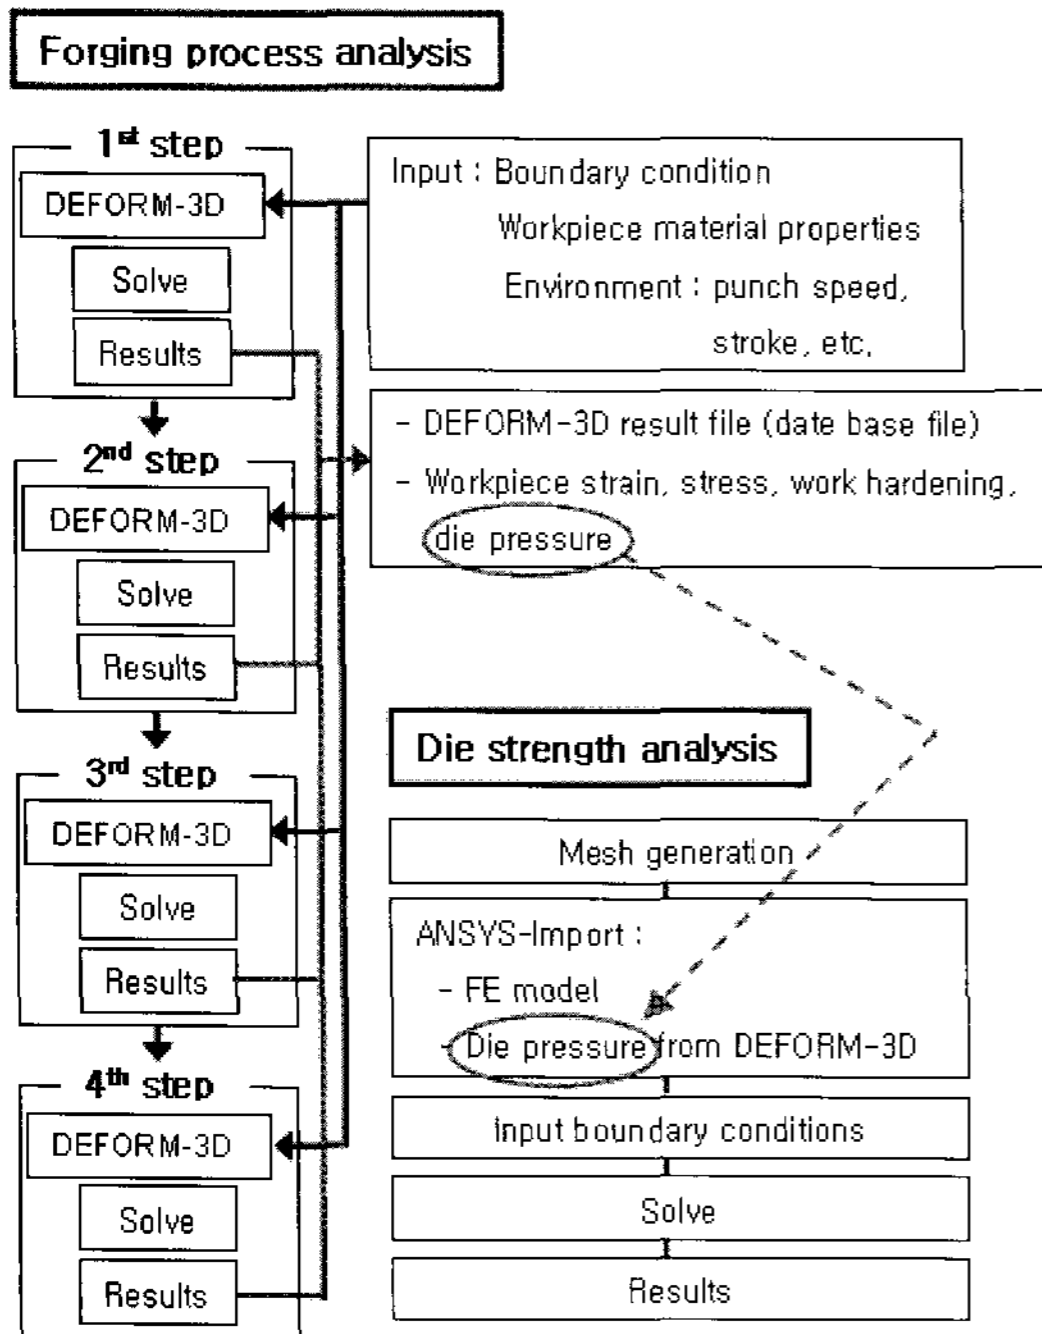 Forging process analysis
1st step
DEFORM-3D
Solve
Results
Input : Boundary condition
Workpiece material properties
Environment : punch speed,
stroke, etc.
- DEFORM-3D result file (date base file)
- Workpiece strain, stress, work hardening,
die pressure
2nd step
DEFORM-3D
Solve
Results
3rd step
DEFORM-3D
Solve
Results
4th step
DEFORM-3D
Solve
Results
Die strength analysis
Mesh generation
ANSYS-Import :
- FE model
- Die pressure from DEFORM-3D
Input boundary conditions
Solve
Results